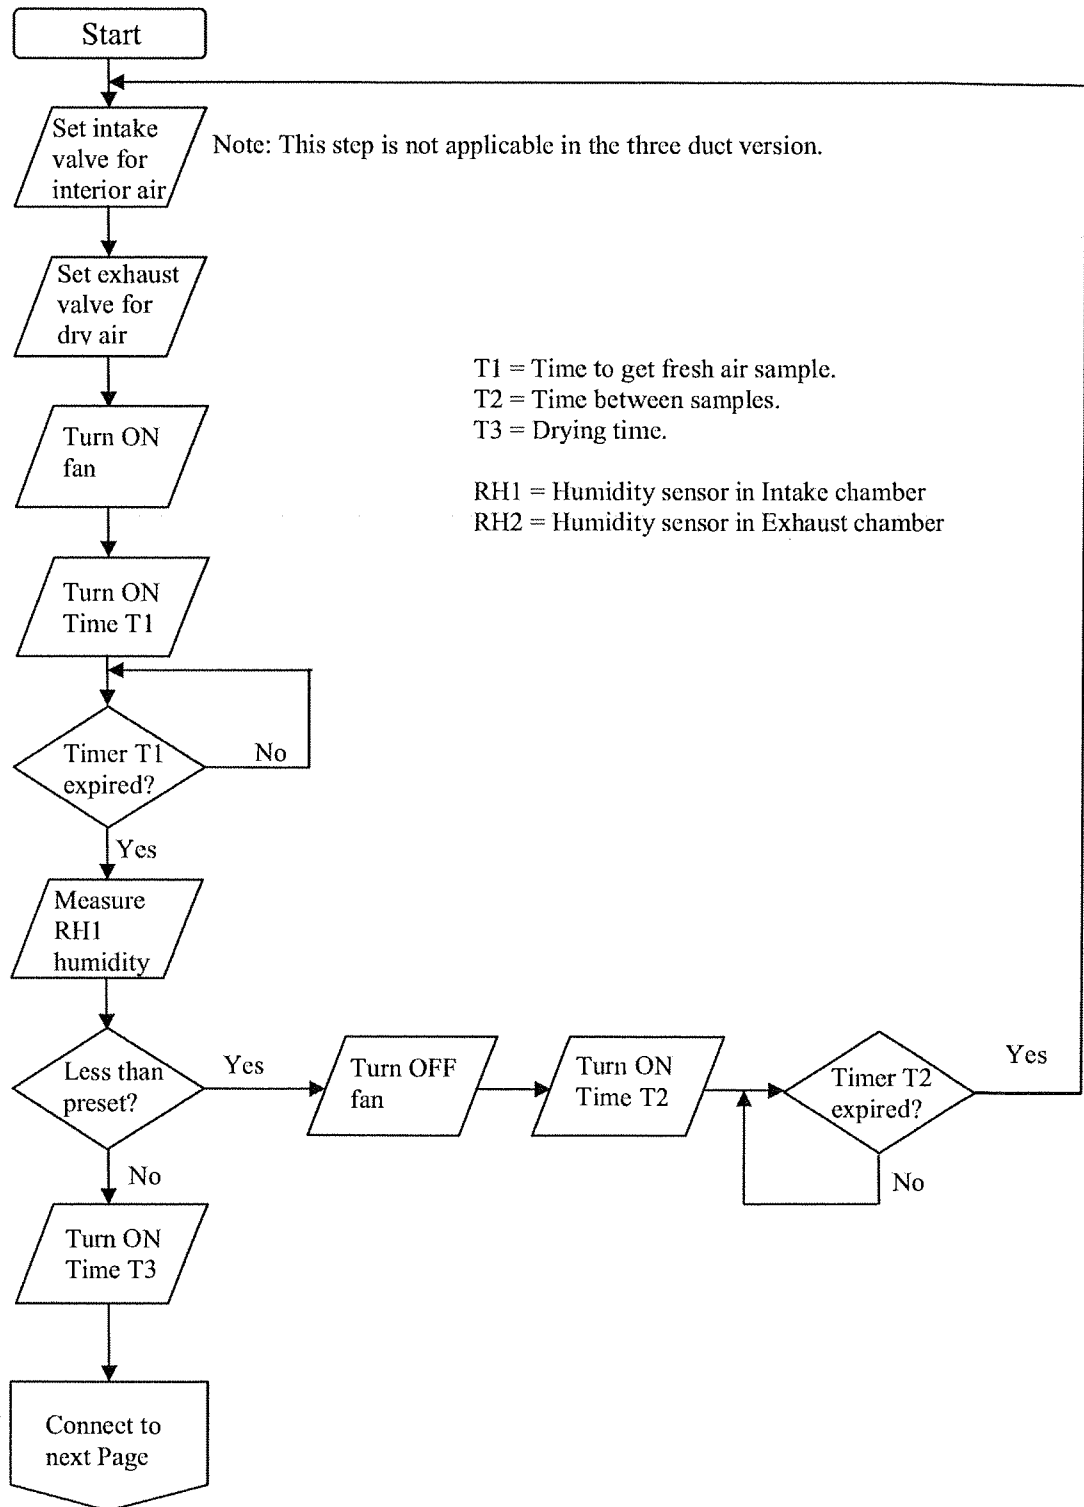 Start
Set intake
valve for
interior air
Note: This step is not applicable in the three duct version.
Set exhaust
valve for
dry air
T1 = Time to get fresh air sample.
T2 = Time between samples.
T3 = Drying time.
RH1 = Humidity sensor in Intake chamber
RH2 = Humidity sensor in Exhaust chamber
Turn ON
fan
Turn ON
Time T1
Timer T1
expired?
No
Yes
Measure
RH1
humidity
Less than
preset?
Yes
Turn OFF
fan
Turn ON
Time T2
Timer T2
expired?
Yes
No
No
Turn ON
Time T3
Connect to
next Page